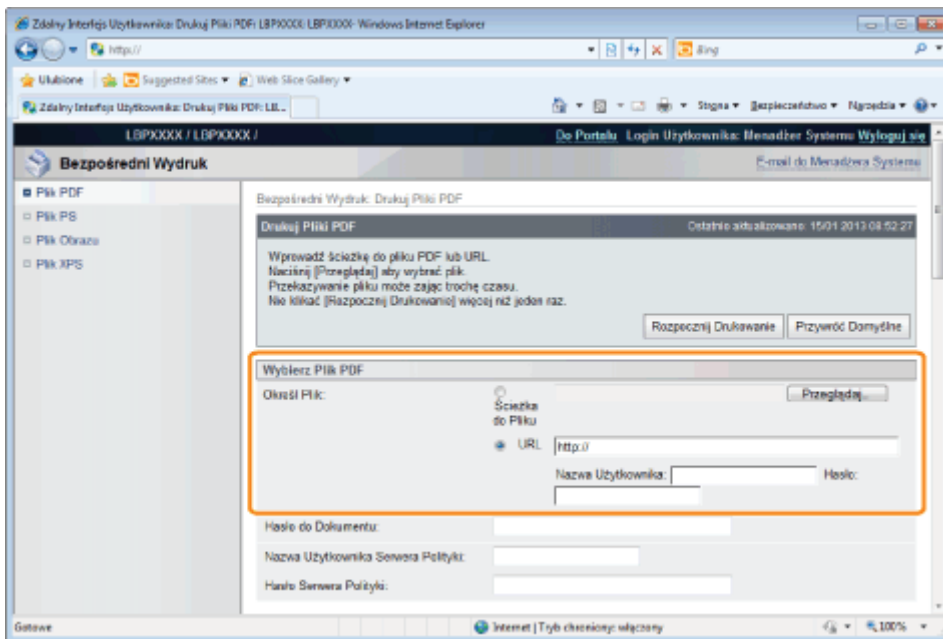 Zdalny Interfejs Użytkownika: Drukuj Pliki PDF: LBPXXXX: LBPXXXX- Windows Internet Explorer
http://
Bing
Ulubione Suggested Sites Web Slice Gallery
Zdalny Interfejs Użytkownika: Drukuj Pliki PDF: LB...
Strona Bezpieczeństwo Narzędzia
LBPXXXX / LBPXXXX /
Do Portalu Login Użytkownika: Menadżer Systemu Wyloguj się
Bezpośredni Wydruk
E-mail do Menadżera Systemu
Plik PDF
Plik PS
Plik Obrazu
Plik XPS
Bezpośredni Wydruk: Drukuj Pliki PDF
Drukuj Pliki PDF
Ostatnio aktualizowano: 15/01 2013 08:52:27
Wprowadź ścieżkę do pliku PDF lub URL.
Naciśnij [Przeglądaj] aby wybrać plik.
Przekazywanie pliku może zająć trochę czasu.
Nie klikać [Rozpocznij Drukowanie] więcej niż jeden raz.
Rozpocznij Drukowanie
Przywróć Domyślne
Wybierz Plik PDF
Określ Plik:
Ścieżka
do Pliku
Przeglądaj...
URL http://
Nazwa Użytkownika: Hasło:
Hasło do Dokumentu:
Nazwa Użytkownika Serwera Polityki:
Hasło Serwera Polityki:
Gotowe
Internet | Tryb chroniony: włączony
100%